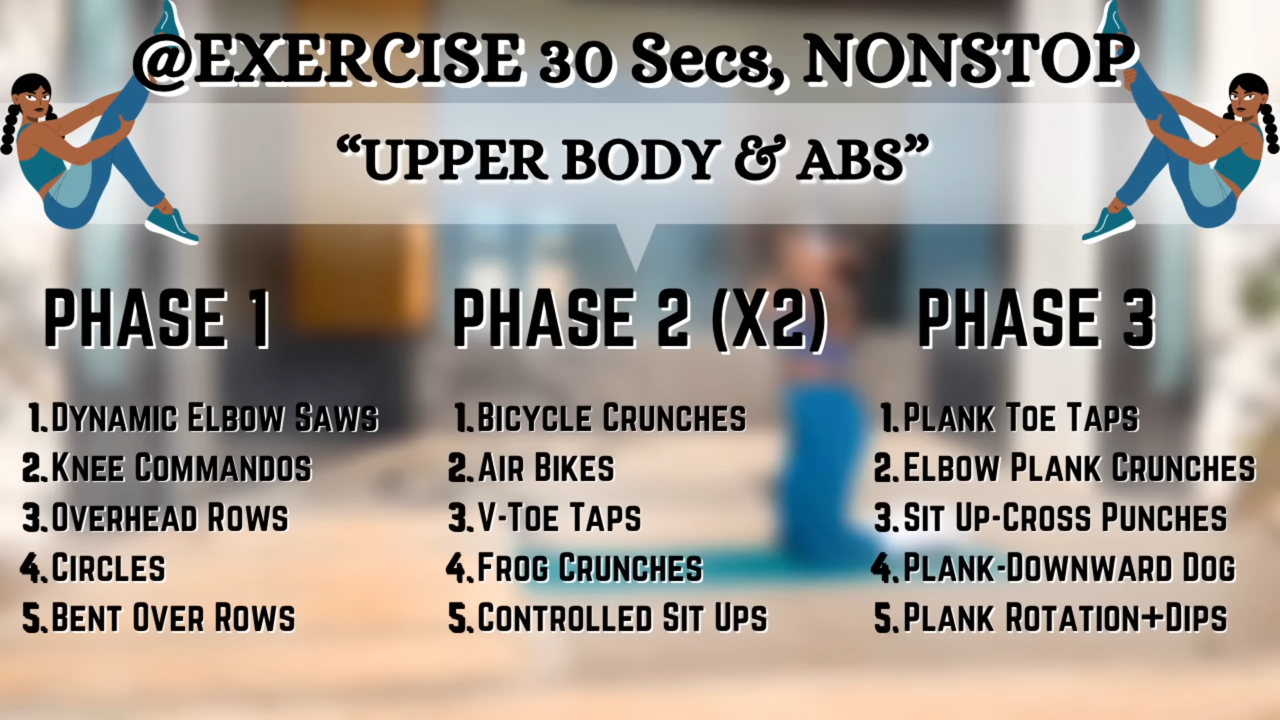 @EXERCISE 30 Secs, NONSTOP
“UPPER BODY & ABS”
PHASE 1
1. DYNAMIC ELBOW SAWS
2. KNEE COMMANDOS
3. OVERHEAD ROWS
4. CIRCLES
5. BENT OVER ROWS
PHASE 2 (X2)
1. BICYCLE CRUNCHES
2. AIR BIKES
3. V-TOE TAPS
4. FROG CRUNCHES
5. CONTROLLED SIT UPS
PHASE 3
1. PLANK TOE TAPS
2. ELBOW PLANK CRUNCHES
3. SIT UP-CROSS PUNCHES
4. PLANK-DOWNWARD DOG
5. PLANK ROTATION+DIPS